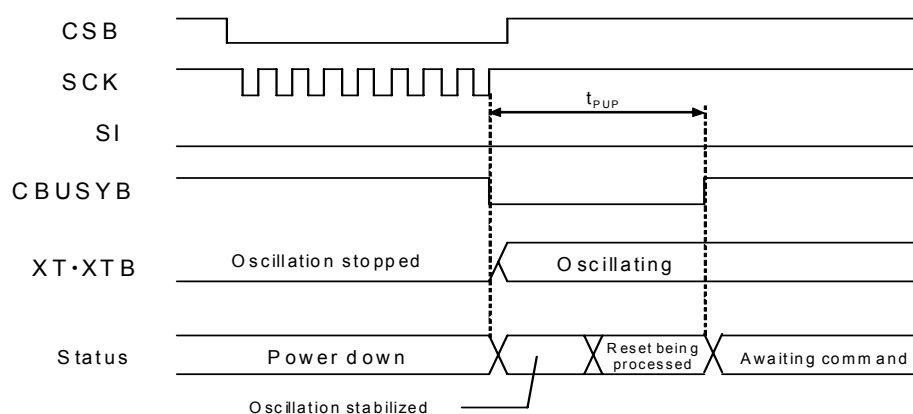 CSB
SCK
tPUP
SI
CBUSYB
XT・XTB
Oscillation stopped
Oscillating
Status
Power down
Reset being
processed
Awaiting command
Oscillation stabilized